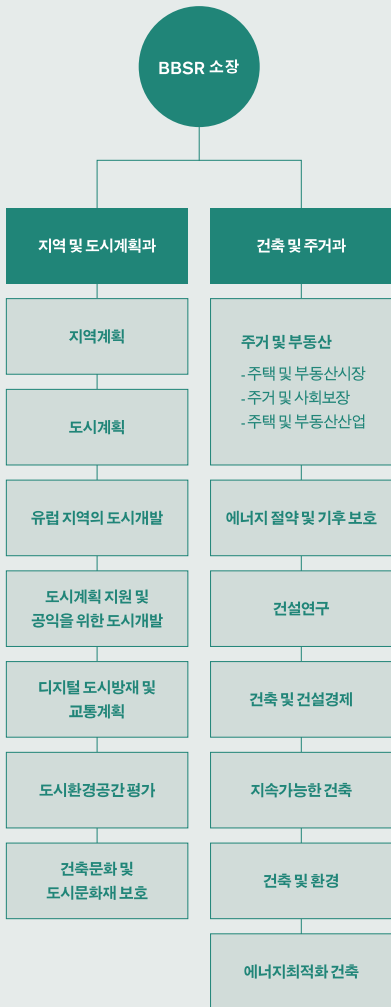 BBSR 소장
지역 및 도시계획과
지역계획
도시계획
유럽 지역의 도시개발
도시계획 지원 및
공익을 위한 도시개발
디지털 도시방재 및
교통계획
도시환경공간 평가
건축문화 및
도시문화재 보호
건축 및 주거과
주거 및 부동산
- 주택 및 부동산시장
- 주거 및 사회보장
- 주택 및 부동산산업
에너지 절약 및 기후 보호
건설연구
건축 및 건설경제
지속가능한 건축
건축 및 환경
에너지최적화 건축